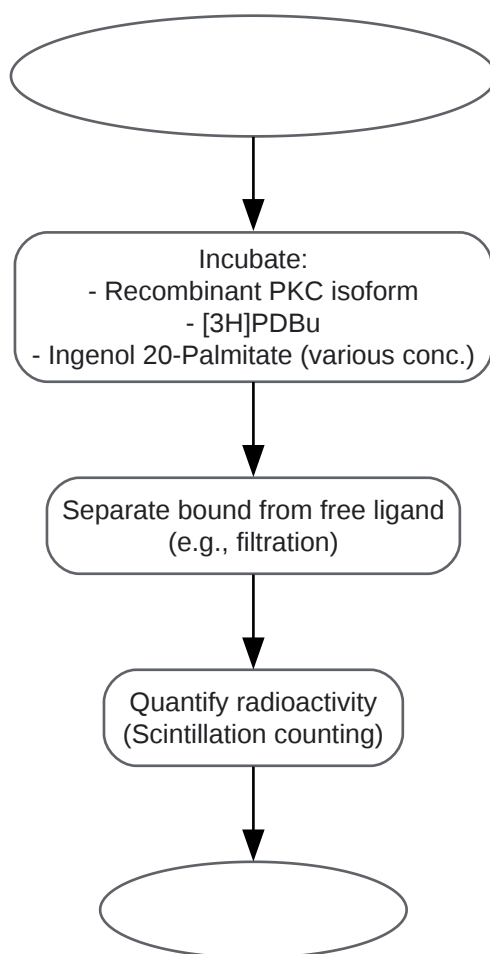 Incubate:
- Recombinant PKC isoform
- [3H]PDBu
- Ingenol 20-Palmitate (various conc.)
Separate bound from free ligand
(e.g., filtration)
Quantify radioactivity
(Scintillation counting)